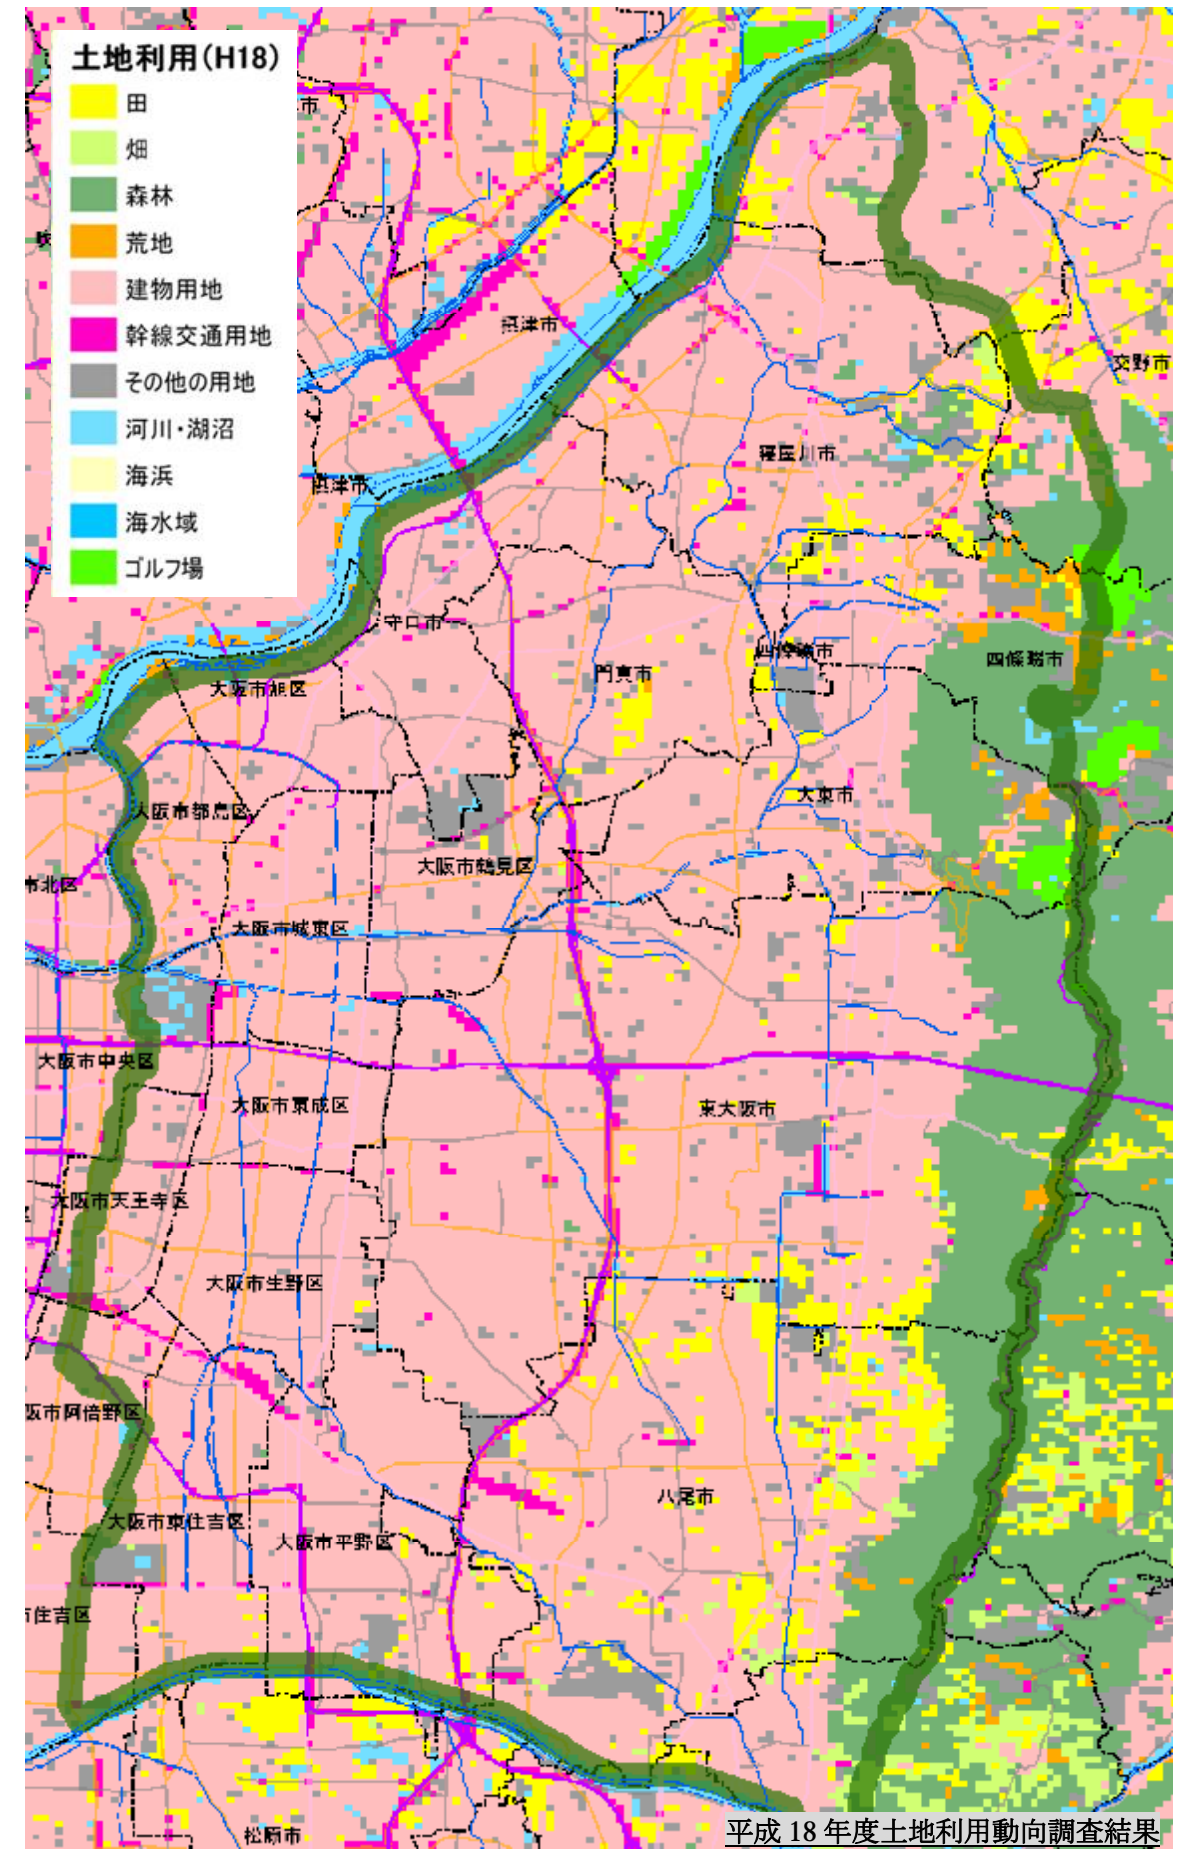 土地利用(H18)
田
畑
森林
荒地
建物用地
幹線交通用地
その他の用地
河川・湖沼
海浜
海水域
ゴルフ場
市
摂津市
交野市
寝屋川市
摂津市
守口市
四條畷市
四條畷市
門真市
大阪市旭区
大東市
大阪市都島区
大阪市鶴見区
市北区
大阪市城東区
大阪市中央区
大阪市東成区
東大阪市
大阪市天王寺区
大阪市生野区
阪市阿倍野区
八尾市
大阪市東住吉区
大阪市平野区
市住吉区
松原市
平成 18 年度土地利用動向調査結果